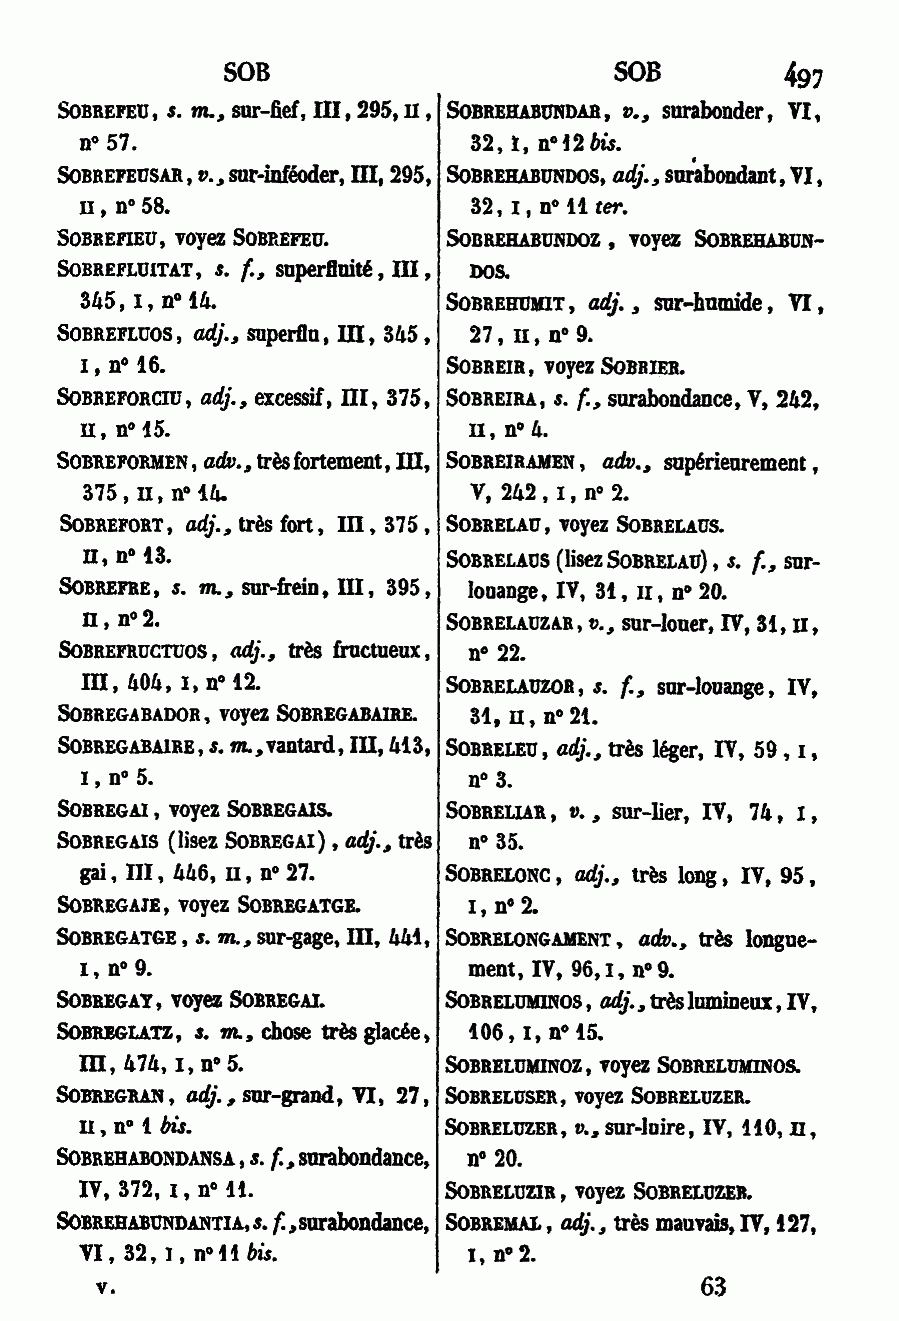 SOB SOB 497
SOBREFEU, s. m., sur-fief, III, 295, II,
n° 57.
SOBREFEUSAR, v., sur-inféoder, III, 295,
II, n° 58.
SOBREFIEU, voyez SOBREFEU.
SOBREFLUITAT, s. f., superfluité, III,
345, I, n° 14.
SOBREFLUOS, adj., superflu, III, 345,
I, n° 16.
SOBREFORCIU, adj., excessif, III, 375,
II, n° 15.
SOBREFORMEN, adv., très fortement, III,
375, II, n° 14.
SOBREFORT, adj., très fort, III, 375,
II, n° 13.
SOBREFRE, s. m., sur-frein, III, 395,
II, n° 2.
SOBREFRUCTUOS, adj., très fructueux,
III, 404, I, n° 12.
SOBREGABADOR, voyez SOBREGABAIRE.
SOBREGABAIRE, s. m., vantard, III, 413,
I, n° 5.
SOBREGAI, voyez SOBREGAIS.
SOBREGAIS (lisez SOBREGAI), adj., très
gai, III, 446, II, n° 27.
SOBREGAJE, voyez SOBREGATGE.
SOBREGATGE, s. m., sur-gage, III, 441,
I, n° 9.
SOBREGAY, voyez SOBREGAI.
SOBREGLATZ, s. m., chose très glacée,
III, 474, I, n° 5.
SOBREGRAN, adj., sur-grand, VI, 27,
II, n° 1 bis.
SOBREHABONDANSA, s. f., surabondance,
IV, 372, I, n° 11.
SOBREHABUNDANTIA, s. f., surabondance,
VI, 32, I, n° 11 bis.
SOBREHABUNDAR, v., surabonder, VI,
32, I, n° 12 bis.
SOBREHABUNDOS, adj., surabondant, VI,
32, I, n° 11 ter.
SOBREHABUNDOZ, voyez SOBREHABUN-
DOS.
SOBREHUMIT, adj., sur-humide, VI,
27, II, n° 9.
SOBREIR, voyez SOBRIER.
SOBREIRA, s. f., surabondance, V, 242,
II, n° 4.
SOBREIRAMEN, adv., supérieurement,
V, 242, I, n° 2.
SOBRELAU, voyez SOBRELAUS.
SOBRELAUS (lisez SOBRELAU), s. f., sur-
louange, IV, 31, II, n° 20.
SOBRELAUZAR, v., sur-louer, IV, 31, II,
n° 22.
SOBRELAUZOR, s. f., sur-louange, IV,
31, II, n° 21.
SOBRELEU, adj., très léger, IV, 59, I,
n° 3.
SOBRELIAR, v., sur-lier, IV, 74, I,
n° 35.
SOBRELONC, adj., très long, IV, 95,
I, n° 2.
SOBRELONGAMENT, adv., très longue-
ment, IV, 96, I, n° 9.
SOBRELUMINOS, adj., très lumineux, IV,
106, I, n° 15.
SOBRELUMINOZ, voyez SOBRELUMINOS.
SOBRELUSER, voyez SOBRELUZER.
SOBRELUZER, v., sur-luire, IV, 110, II,
n° 20.
SOBRELUZIR, voyez SOBRELUZER.
SOBREMAL, adj., très mauvais, IV, 127,
I, n° 2.
V. 63